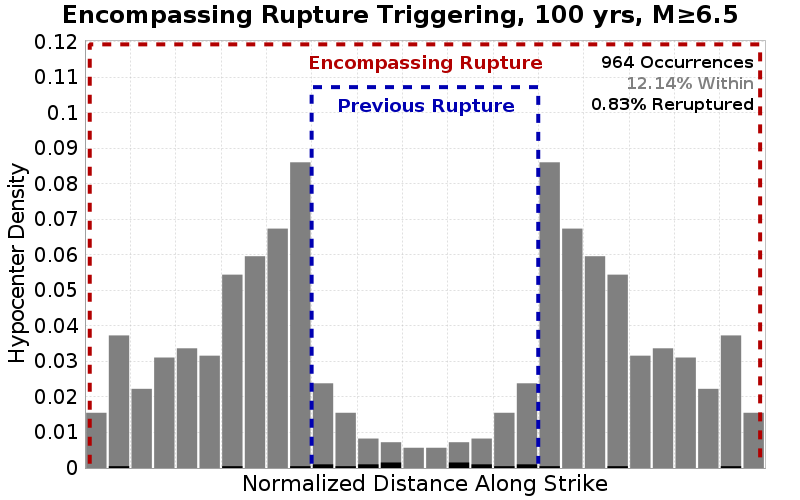 Encompassing Rupture Triggering, 100 yrs, M≥6.5
0.12
0.11
0.1
0.09
0.08
0.07
0.06
0.05
0.04
0.03
0.02
0.01
0
Hypocenter Density
Encompassing Rupture
Previous Rupture
964 Occurrences
12.14% Within
0.83% Reruptured
Normalized Distance Along Strike